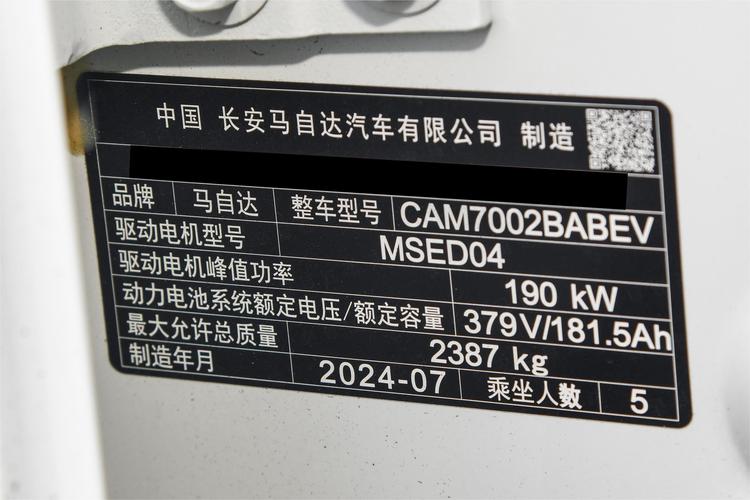 中国 长安马自达汽车有限公司 制造
品牌 马自达 整车型号 CAM7002BABEV
驱动电机型号 MSED04
驱动电机峰值功率 190 kW
动力电池系统额定电压/额定容量 379V/181.5Ah
最大允许总质量 2387 kg
制造年月 2024-07 乘坐人数 5